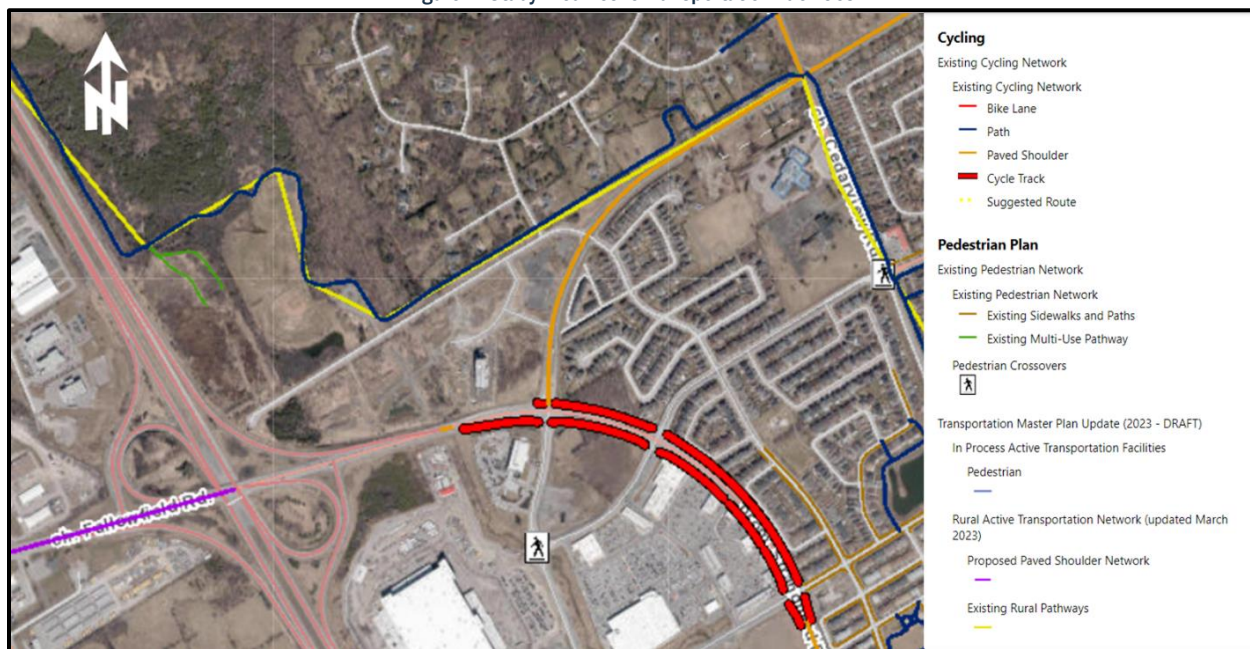 N
Ch. Cedarview Rd.
ch. Fallowfield Rd.
Cycling
Existing Cycling Network
Existing Cycling Network
Bike Lane
Path
Paved Shoulder
Cycle Track
Suggested Route
Pedestrian Plan
Existing Pedestrian Network
Existing Pedestrian Network
Existing Sidewalks and Paths
Existing Multi-Use Pathway
Pedestrian Crossovers
Transportation Master Plan Update (2023 - DRAFT)
In Process Active Transportation Facilities
Pedestrian
Rural Active Transportation Network (updated March
2023)
Proposed Paved Shoulder Network
Existing Rural Pathways